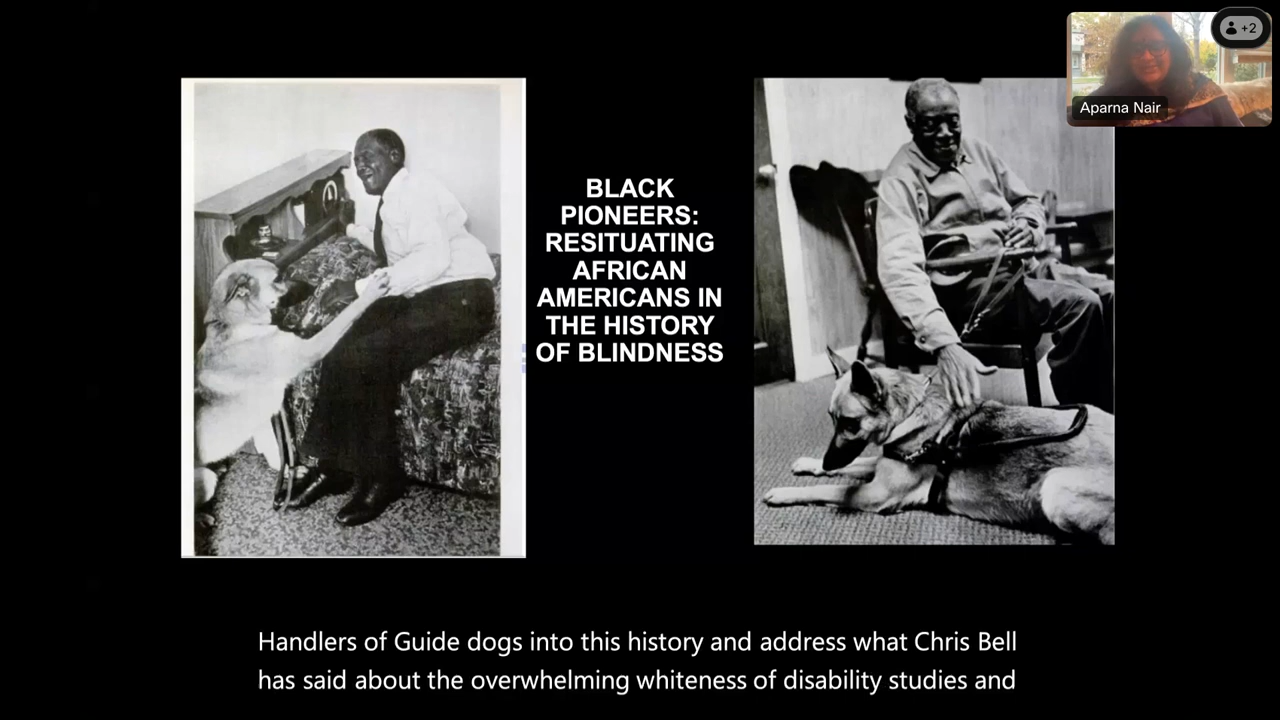 +2
Aparna Nair
BLACK
PIONEERS:
RESITUATING
AFRICAN
AMERICANS IN
THE HISTORY
OF BLINDNESS
Handlers of Guide dogs into this history and address what Chris Bell
has said about the overwhelming whiteness of disability studies and